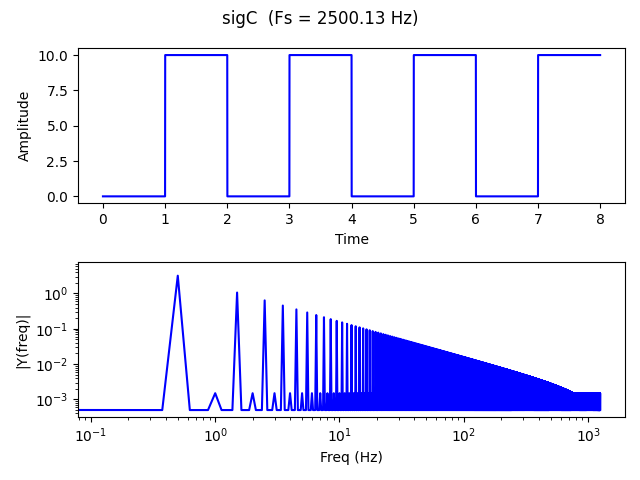 sigC (Fs = 2500.13 Hz)
10.0
7.5
5.0
2.5
0.0
Amplitude
0 1 2 3 4 5 6 7 8
Time
10⁰
10⁻¹
10⁻²
10⁻³
|Y(freq)|
10⁻¹ 10⁰ 10¹ 10² 10³
Freq (Hz)